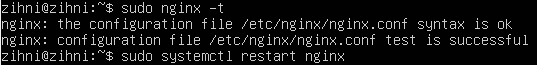 zihni@zihni:~$ sudo nginx -t
nginx: the configuration file /etc/nginx/nginx.conf syntax is ok
nginx: configuration file /etc/nginx/nginx.conf test is successful
zihni@zihni:~$ sudo systemctl restart nginx